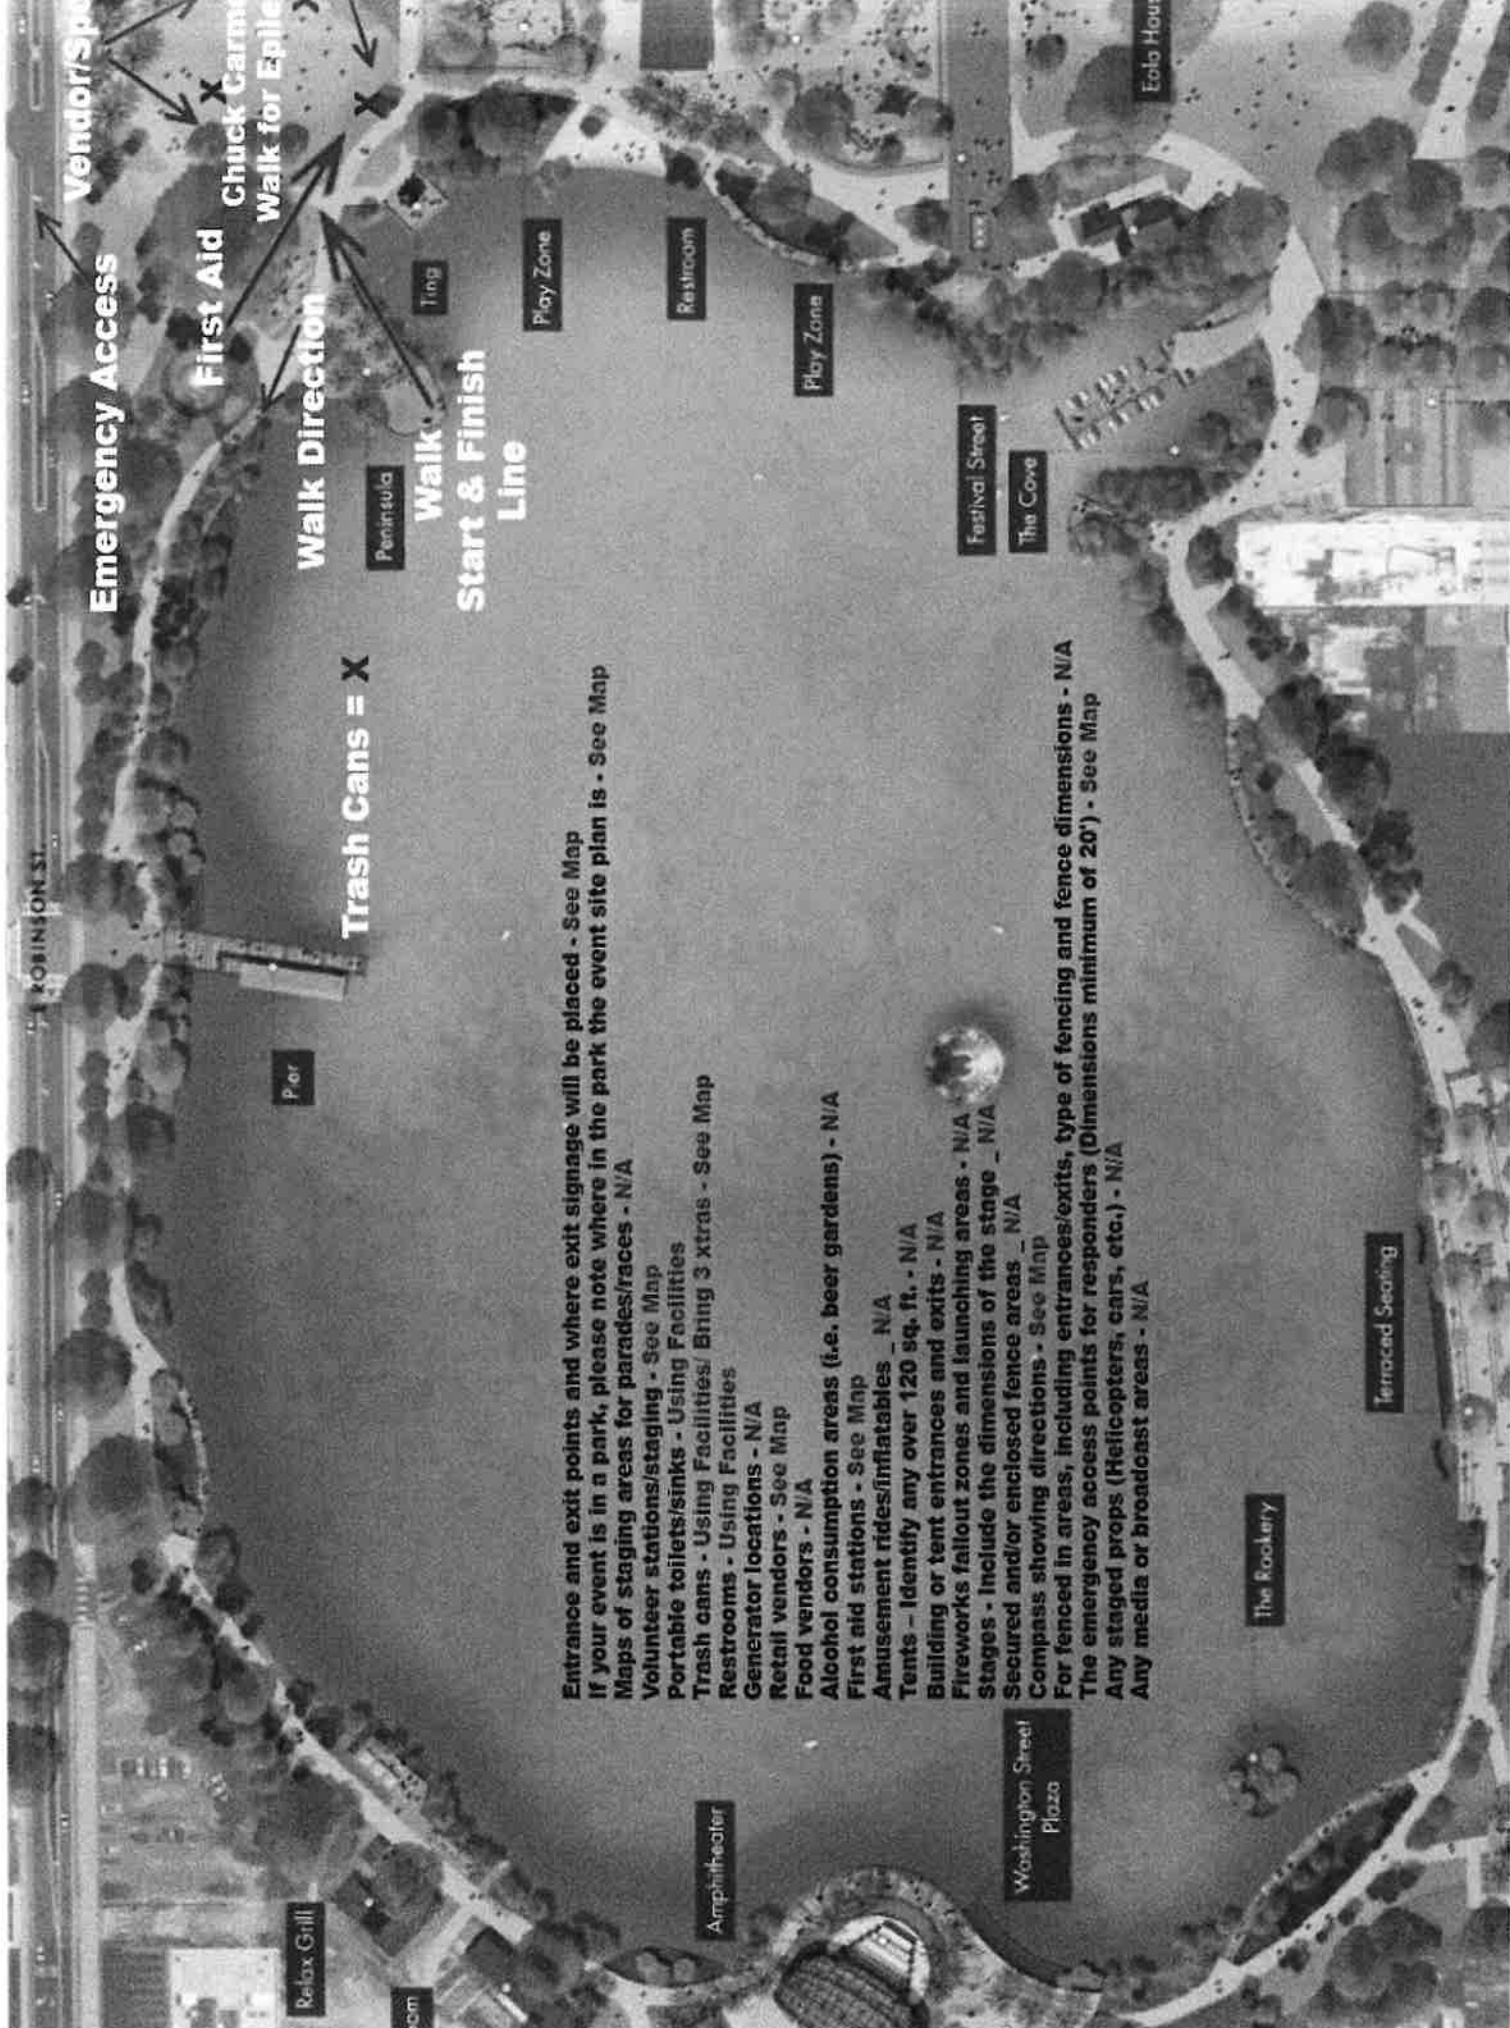 E ROBINSON ST.
Vendor/Sp
Emergency Access
Chuck Carm
Walk for Epile
First Aid
X
X
Walk Direction
Relax Grill
Pier
Trash Cans = X
Peninsula
Walk
Start & Finish
Line
Ting
Play Zone
Restroom
Play Zone
Entrance and exit points and where exit signage will be placed - See Map
If your event is in a park, please note where in the park the event site plan is - See Map
Maps of staging areas for parades/races - N/A
Volunteer stations/staging - See Map
Portable toilets/sinks - Using Facilities
Trash cans - Using Facilities/ Bring 3 xtras - See Map
Restrooms - Using Facilities
Generator locations - N/A
Retail vendors - See Map
Food vendors - N/A
Alcohol consumption areas (i.e. beer gardens) - N/A
First aid stations - See Map
Amusement rides/inflatables _ N/A
Tents – Identify any over 120 sq. ft. - N/A
Building or tent entrances and exits - N/A
Fireworks fallout zones and launching areas - N/A
Stages - Include the dimensions of the stage _ N/A
Secured and/or enclosed fence areas _ N/A
Compass showing directions - See Map
For fenced in areas, including entrances/exits, type of fencing and fence dimensions - N/A
The emergency access points for responders (Dimensions minimum of 20') - See Map
Any staged props (Helicopters, cars, etc.) - N/A
Any media or broadcast areas - N/A
Amphitheater
Washington Street
Plaza
Festival Street
The Cove
Eola Hou
The Rookery
Terraced Seating